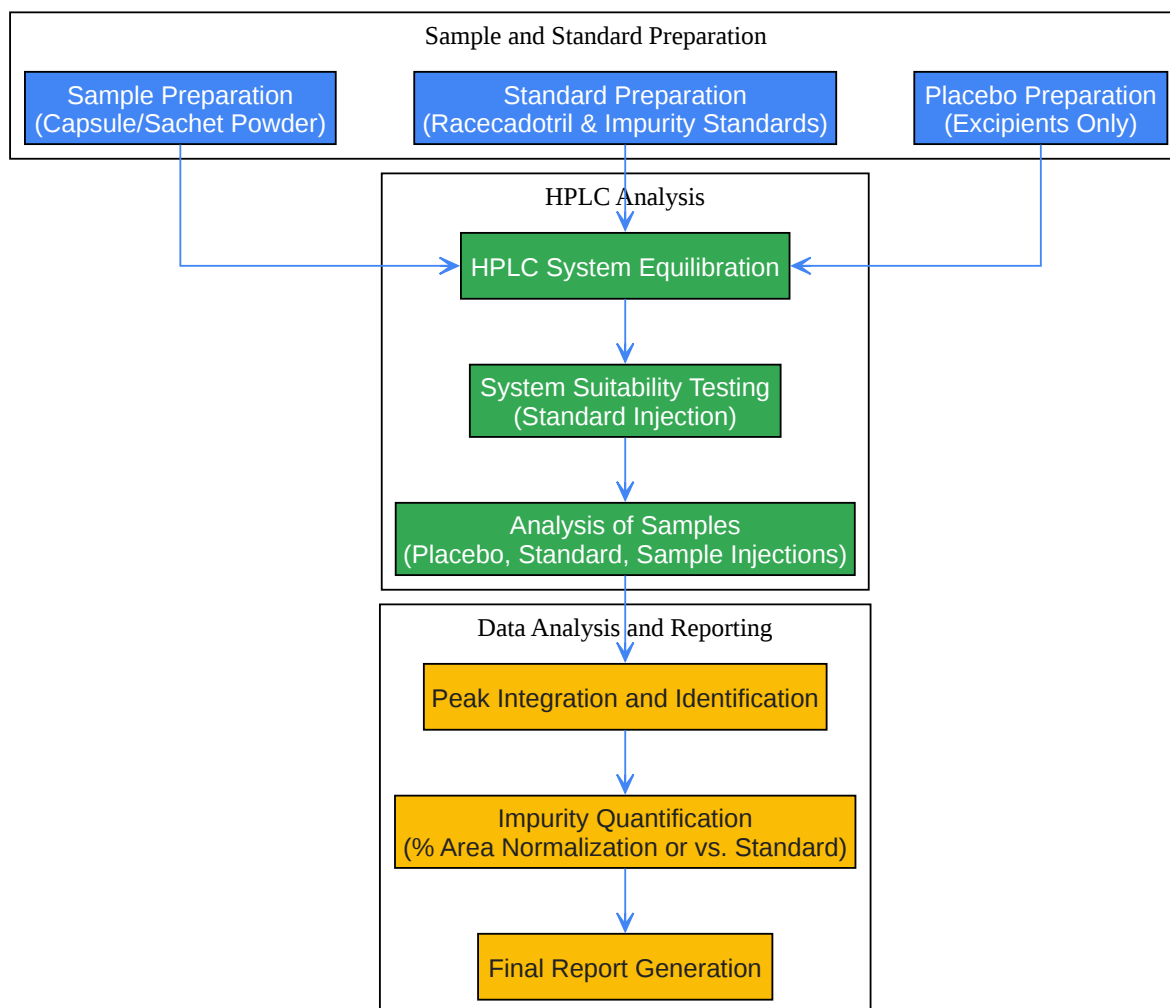 Sample and Standard Preparation
Sample Preparation
(Capsule/Sachet Powder)
Standard Preparation
(Racecadotril & Impurity Standards)
Placebo Preparation
(Excipients Only)
HPLC Analysis
HPLC System Equilibration
System Suitability Testing
(Standard Injection)
Analysis of Samples
(Placebo, Standard, Sample Injections)
Data Analysis and Reporting
Peak Integration and Identification
Impurity Quantification
(% Area Normalization or vs. Standard)
Final Report Generation